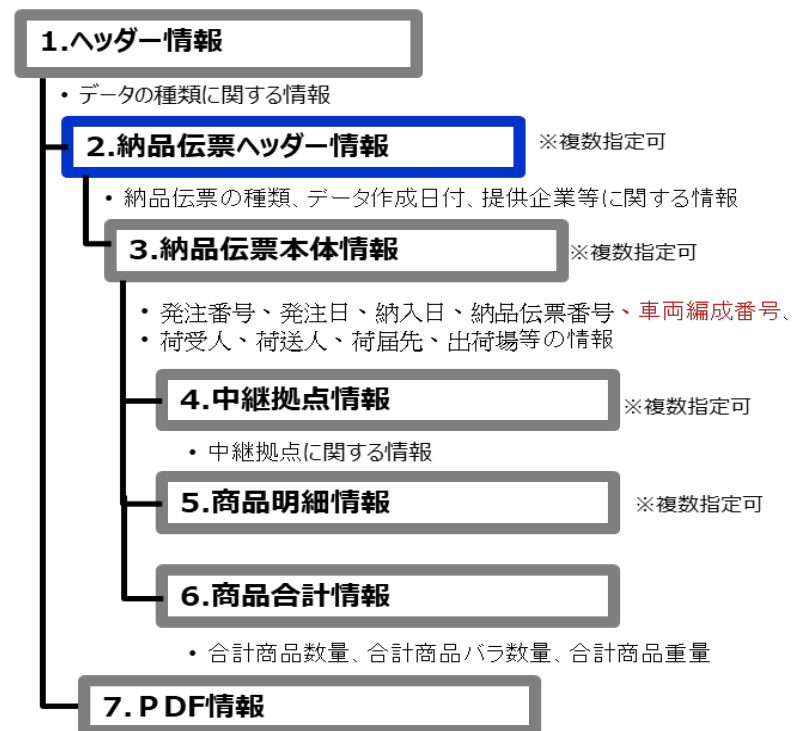 1.ヘッダー情報
• データの種類に関する情報
2.納品伝票ヘッダー情報 ※複数指定可
• 納品伝票の種類、データ作成日付、提供企業等に関する情報
3.納品伝票本体情報 ※複数指定可
• 発注番号、発注日、納入日、納品伝票番号、車両編成番号、
• 荷受人、荷送人、荷届先、出荷場等の情報
4.中継拠点情報 ※複数指定可
• 中継拠点に関する情報
5.商品明細情報 ※複数指定可
6.商品合計情報
• 合計商品数量、合計商品バラ数量、合計商品重量
7.ＰDF情報